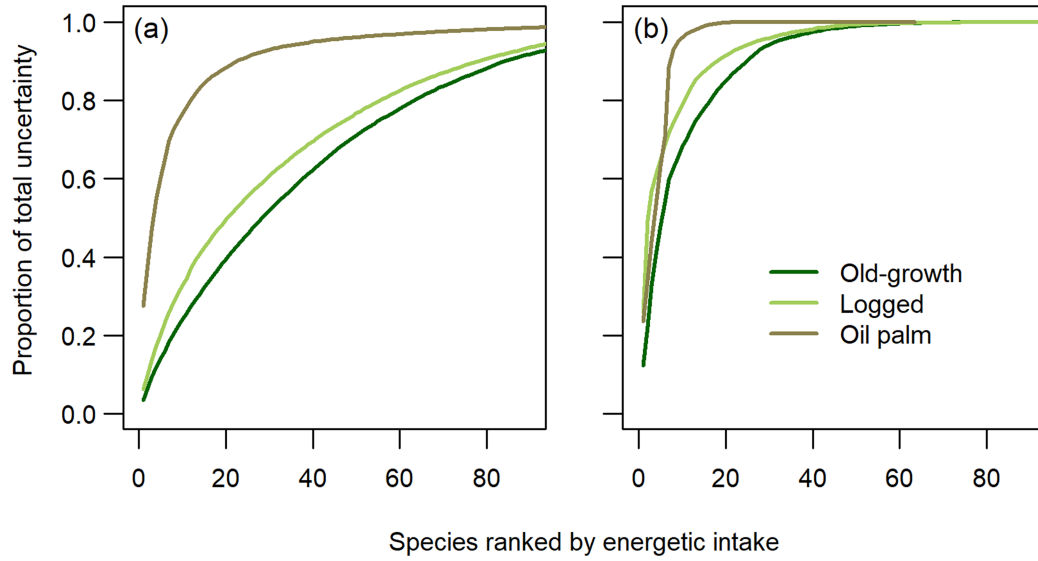 (a)
(b)
Proportion of total uncertainty
1.0
0.8
0.6
0.4
0.2
0.0
0 20 40 60 80
0 20 40 60 80
Old-growth
Logged
Oil palm
Species ranked by energetic intake